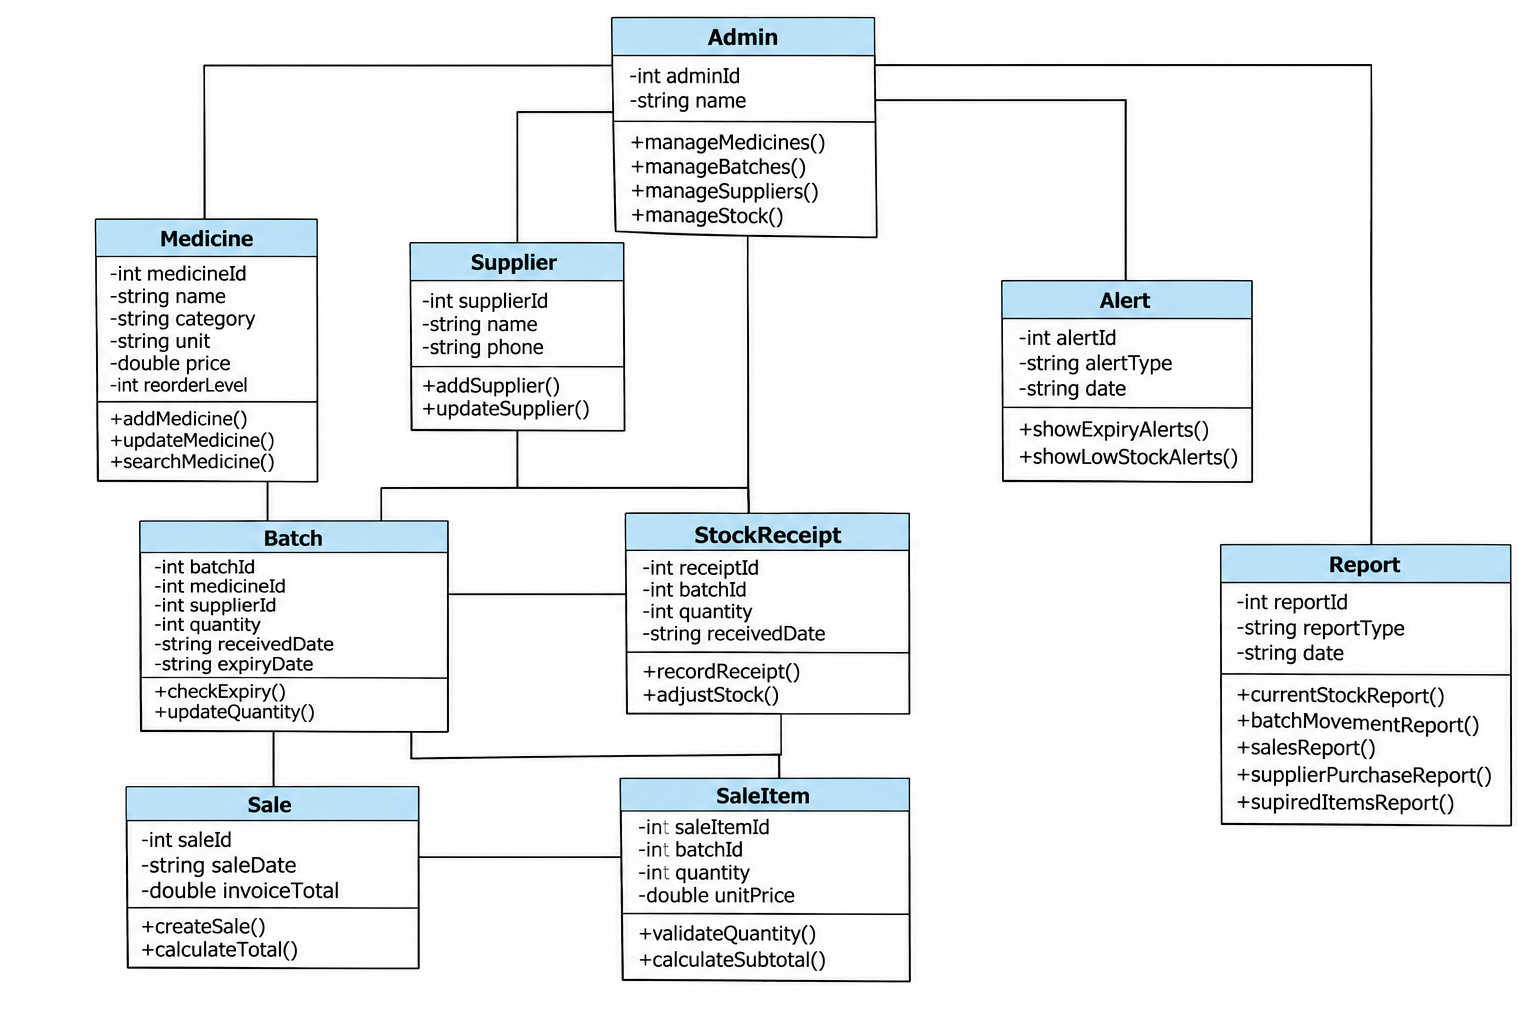 Admin
-int adminId
-string name
+manageMedicines()
+manageBatches()
+manageSuppliers()
+manageStock()
Medicine
-int medicineId
-string name
-string category
-string unit
-double price
-int reorderLevel
+addMedicine()
+updateMedicine()
+searchMedicine()
Supplier
-int supplierId
-string name
-string phone
+addSupplier()
+updateSupplier()
Alert
-int alertId
-string alertType
-string date
+showExpiryAlerts()
+showLowStockAlerts()
Batch
-int batchId
-int medicineId
-int supplierId
-int quantity
-string receivedDate
-string expiryDate
+checkExpiry()
+updateQuantity()
StockReceipt
-int receiptId
-int batchId
-int quantity
-string receivedDate
+recordReceipt()
+adjustStock()
Report
-int reportId
-string reportType
-string date
+currentStockReport()
+batchMovementReport()
+salesReport()
+supplierPurchaseReport()
+supiredItemsReport()
Sale
-int saleId
-string saleDate
-double invoiceTotal
+createSale()
+calculateTotal()
SaleItem
-int saleItemId
-int batchId
-int quantity
-double unitPrice
+validateQuantity()
+calculateSubtotal()